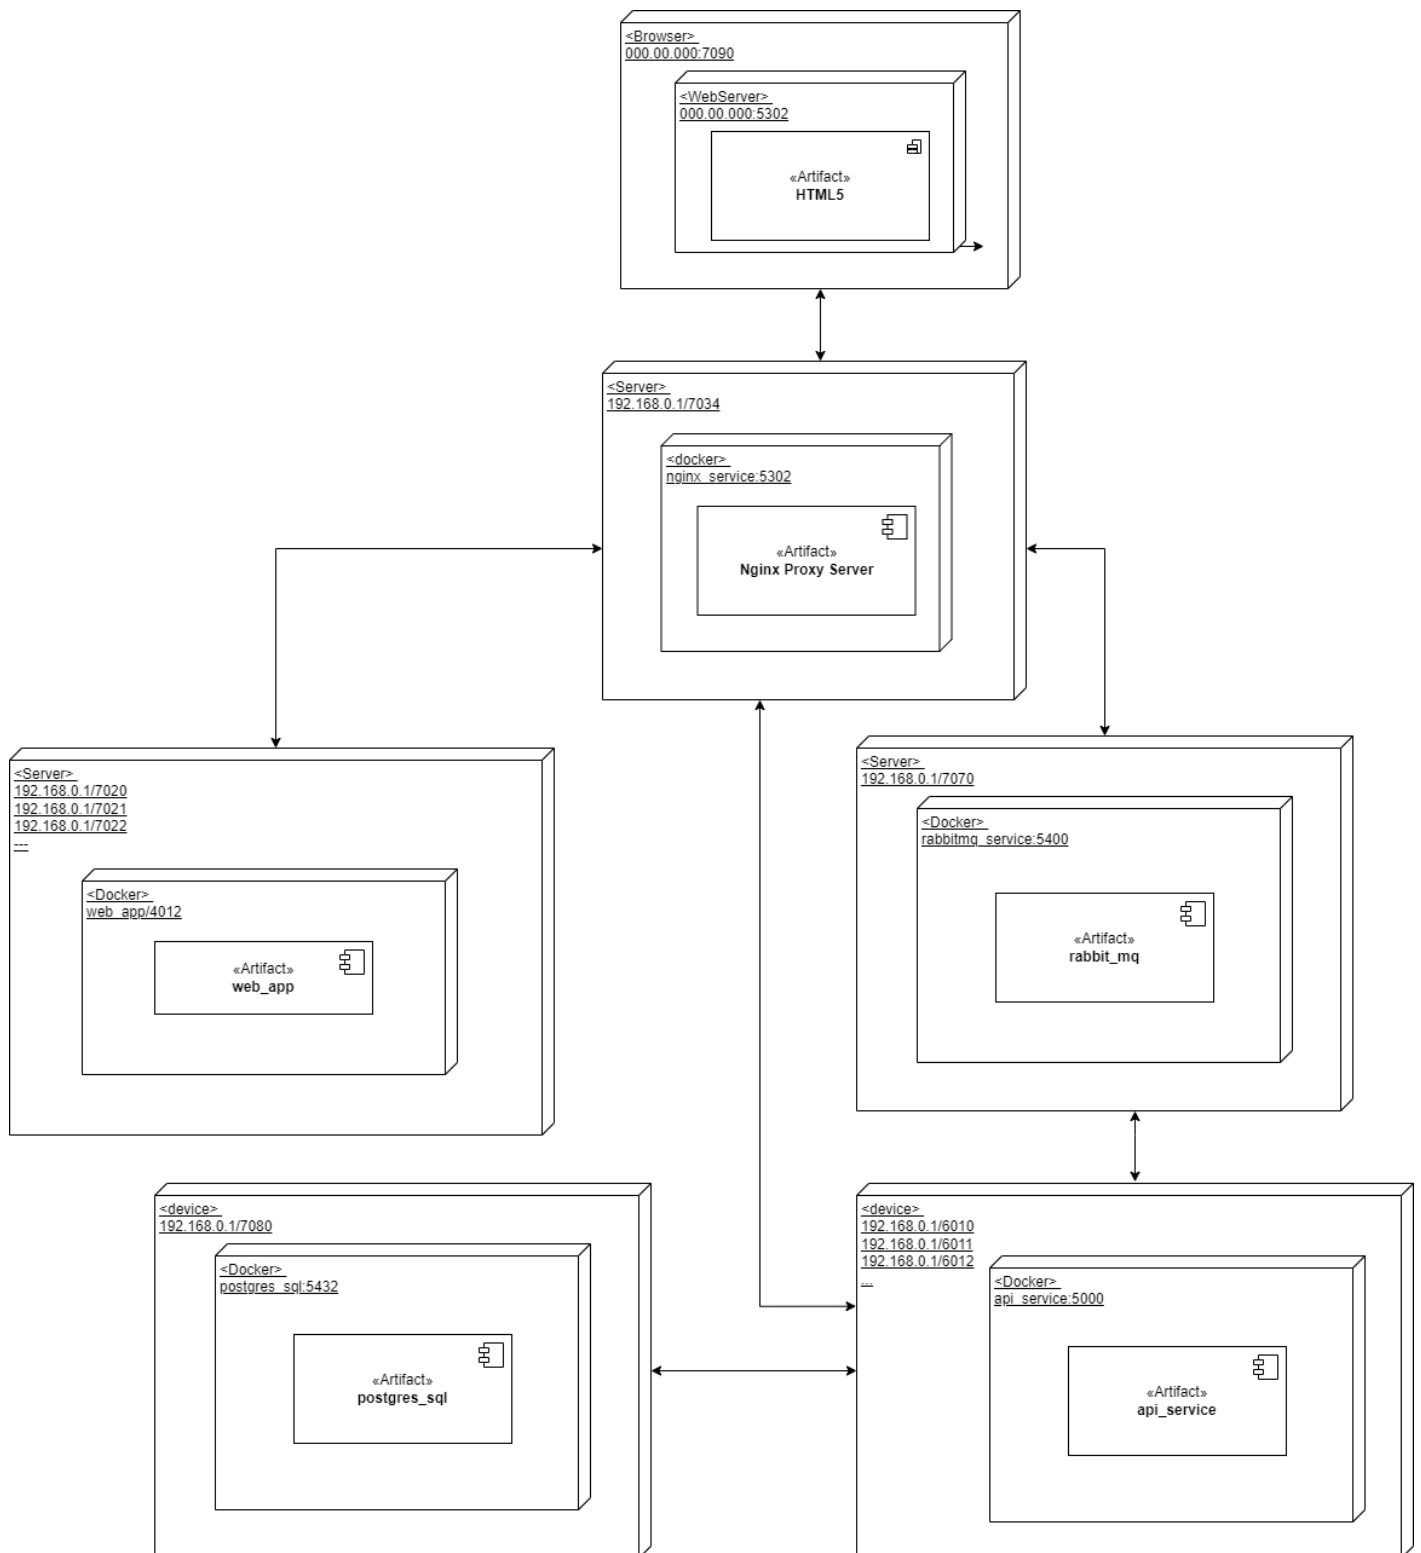 <Browser>
000.00.000:7090
<WebServer>
000.00.000:5302
«Artifact»
HTML5
<Server>
192.168.0.1/7034
<docker>
nginx_service:5302
«Artifact»
Nginx Proxy Server
<Server>
192.168.0.1/7020
192.168.0.1/7021
192.168.0.1/7022
---
<Docker>
web_app/4012
«Artifact»
web_app
<Server>
192.168.0.1/7070
<Docker>
rabbitmq_service:5400
«Artifact»
rabbit_mq
<device>
192.168.0.1/7080
<Docker>
postgres_sql:5432
«Artifact»
postgres_sql
<device>
192.168.0.1/6010
192.168.0.1/6011
192.168.0.1/6012
...
<Docker>
api_service:5000
«Artifact»
api_service